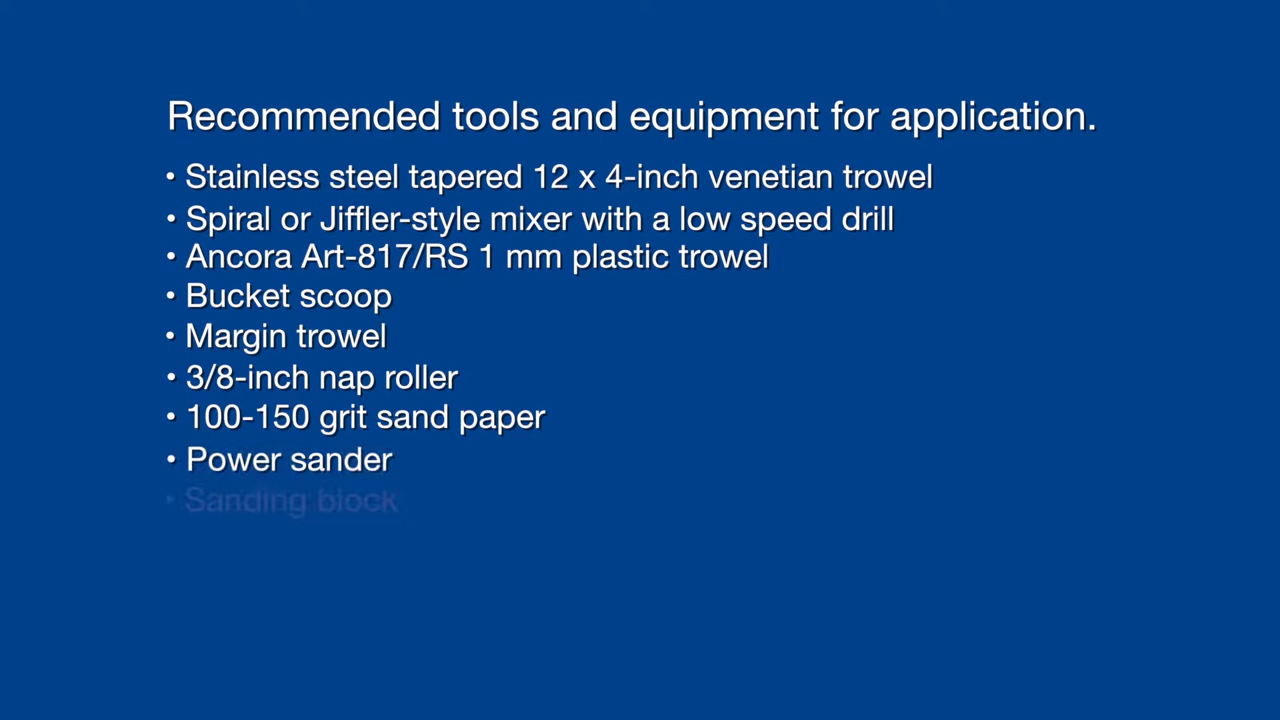 Recommended tools and equipment for application.
• Stainless steel tapered 12 x 4-inch venetian trowel
• Spiral or Jiffler-style mixer with a low speed drill
• Ancora Art-817/RS 1 mm plastic trowel
• Bucket scoop
• Margin trowel
• 3/8-inch nap roller
• 100-150 grit sand paper
• Power sander
• Sanding block